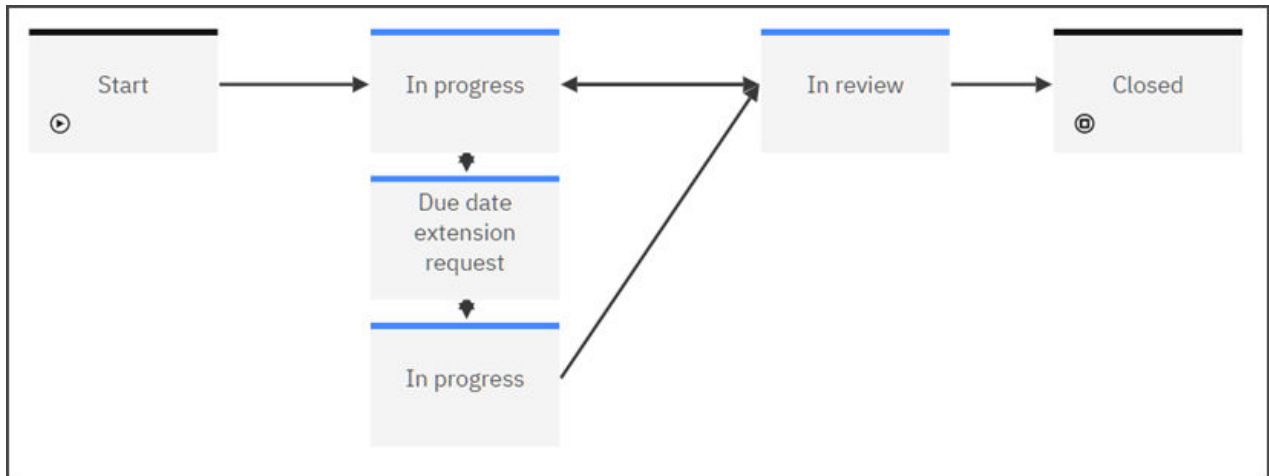 Start
In progress
In review
Closed
Due date
extension
request
In progress